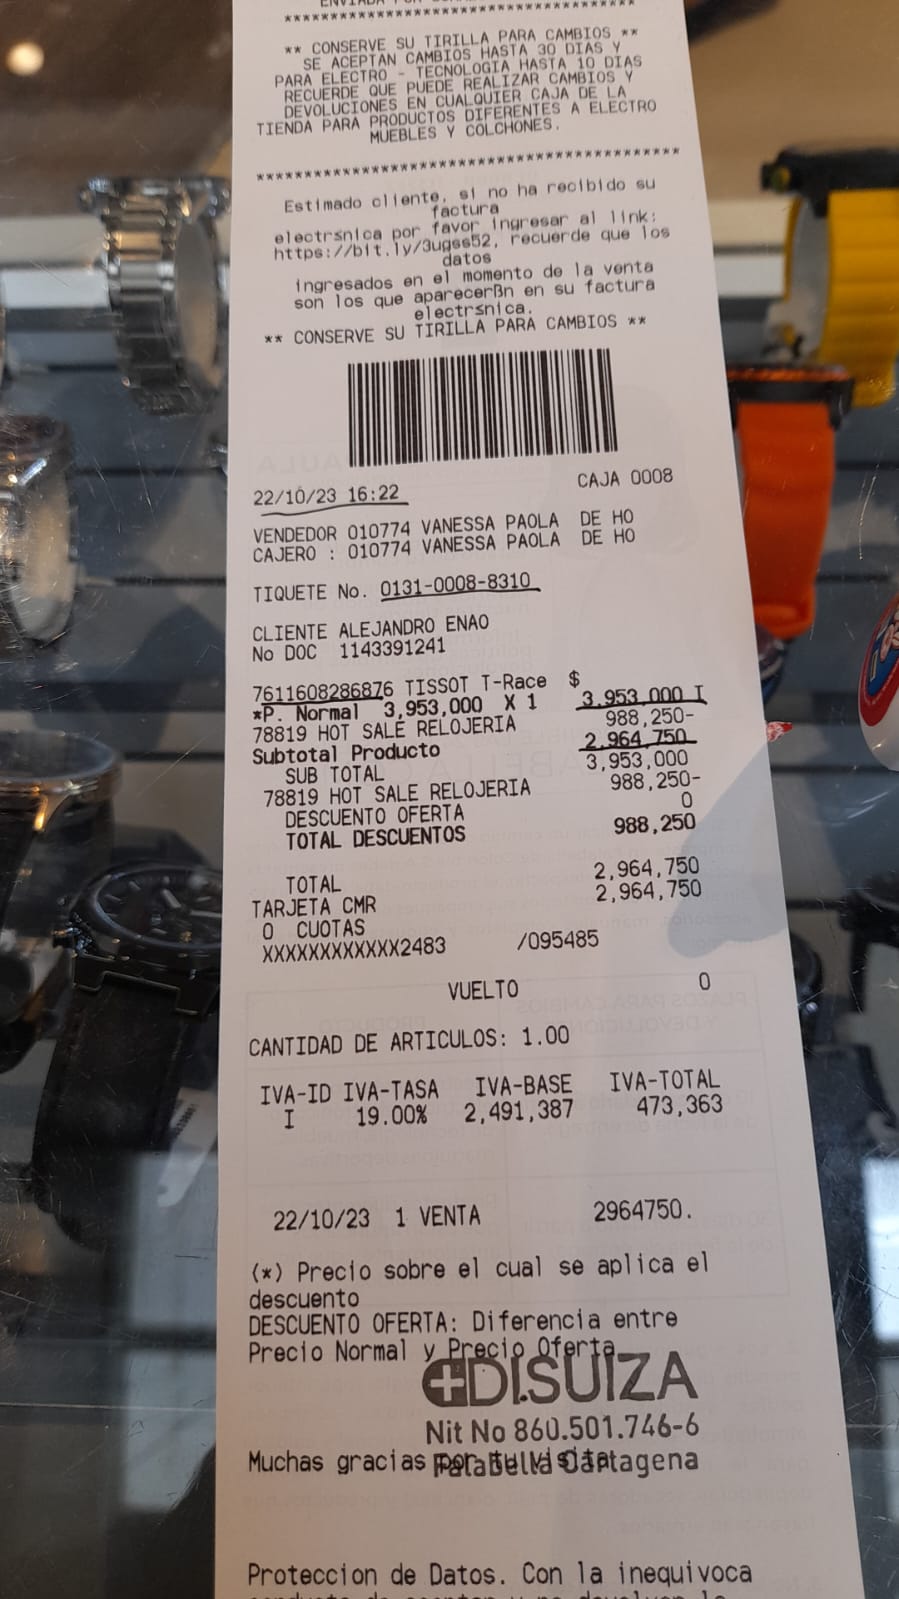 ** CONSERVE SU TIRILLA PARA CAMBIOS **
SE ACEPTAN CAMBIOS HASTA 30 DIAS Y
PARA ELECTRO - TECNOLOGIA HASTA 10 DIAS
RECUERDE QUE PUEDE REALIZAR CAMBIOS Y
DEVOLUCIONES EN CUALQUIER CAJA DE LA
TIENDA PARA PRODUCTOS DIFERENTES A ELECTRO
MUEBLES Y COLCHONES.
Estimado cliente, si no ha recibido su
factura
electrsnica por favor ingresar al link:
https://bit.ly/3ugss52, recuerde que los
datos
ingresados en el momento de la venta
son los que aparecerßn en su factura
electrsnica.
** CONSERVE SU TIRILLA PARA CAMBIOS **
22/10/23 16:22 CAJA 0008
VENDEDOR 010774 VANESSA PAOLA DE HO
CAJERO : 010774 VANESSA PAOLA DE HO
TIQUETE No. 0131-0008-8310
CLIENTE ALEJANDRO ENAO
No DOC 1143391241
7611608286876 TISSOT T-Race $
*P. Normal 3,953,000 X 1 3,953,000 I
78819 HOT SALE RELOJERIA 988,250-
Subtotal Producto 2,964,750
SUB TOTAL 3,953,000
78819 HOT SALE RELOJERIA 988,250-
DESCUENTO OFERTA 0
TOTAL DESCUENTOS 988,250
TOTAL 2,964,750
TARJETA CMR 2,964,750
0 CUOTAS
XXXXXXXXXXXX2483 /095485
VUELTO 0
CANTIDAD DE ARTICULOS: 1.00
IVA-ID IVA-TASA IVA-BASE IVA-TOTAL
I 19.00% 2,491,387 473,363
22/10/23 1 VENTA 2964750.
(*) Precio sobre el cual se aplica el
descuento
DESCUENTO OFERTA: Diferencia entre
Precio Normal y Precio Oferta
DISUIZA
Nit No 860.501.746-6
Muchas gracias por tu visita
Falabella Cartagena
Proteccion de Datos. Con la inequivoca